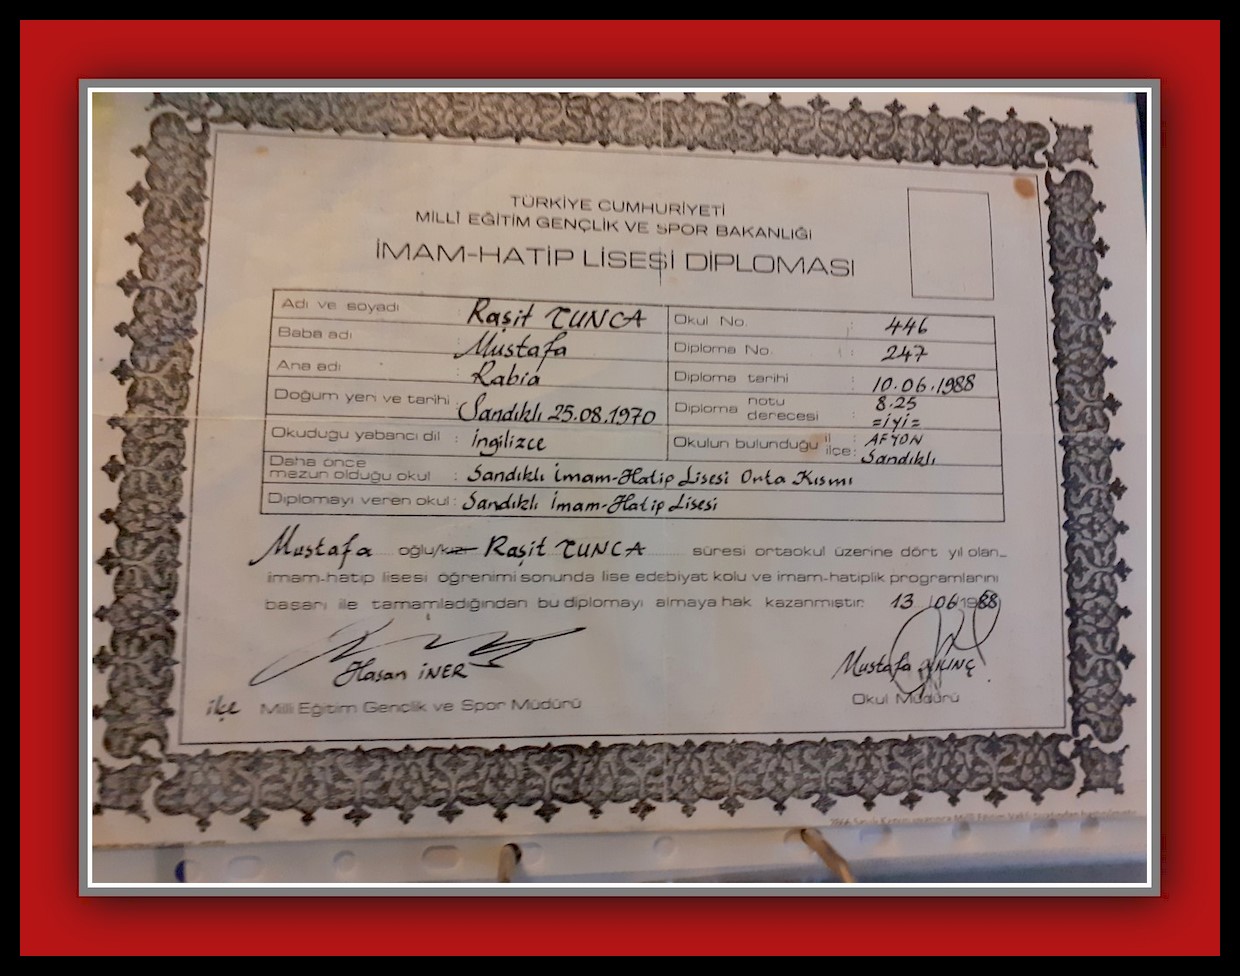 TÜRKİYE CUMHURİYETİ
MİLLİ EĞİTİM GENÇLİK VE SPOR BAKANLIĞI
İMAM-HATİP LİSESİ DİPLOMASI
Adı ve soyadı : Raşit TUNCA
Baba adı : Mustafa
Ana adı : Rabia
Doğum yeri ve tarihi : Sandıklı 25.08.1970
Okuduğu yabancı dil : İngilizce
Okul No. : 446
Diploma No. : 247
Diploma tarihi : 10.06.1988
Diploma notu derecesi : 8.25 =iyi=
Okulun bulunduğu il ilçe : AFYON Sandıklı
Daha önce
mezun olduğu okul : Sandıklı İmam-Hatip Lisesi Orta Kısmı
Diplomayı veren okul : Sandıklı İmam-Hatip Lisesi
Mustafa oğlu/kızı Raşit TUNCA süresi ortaokul üzerine dört yıl olan
imam-hatip lisesi öğrenimi sonunda lise edebiyat kolu ve imam-hatiplik programlarını
başarı ile tamamladığından bu diplomayı almaya hak kazanmıştır. 13/06/1988
Hasan İNER
ilçe Milli Eğitim Gençlik ve Spor Müdürü
Mustafa KILINÇ
Okul Müdürü